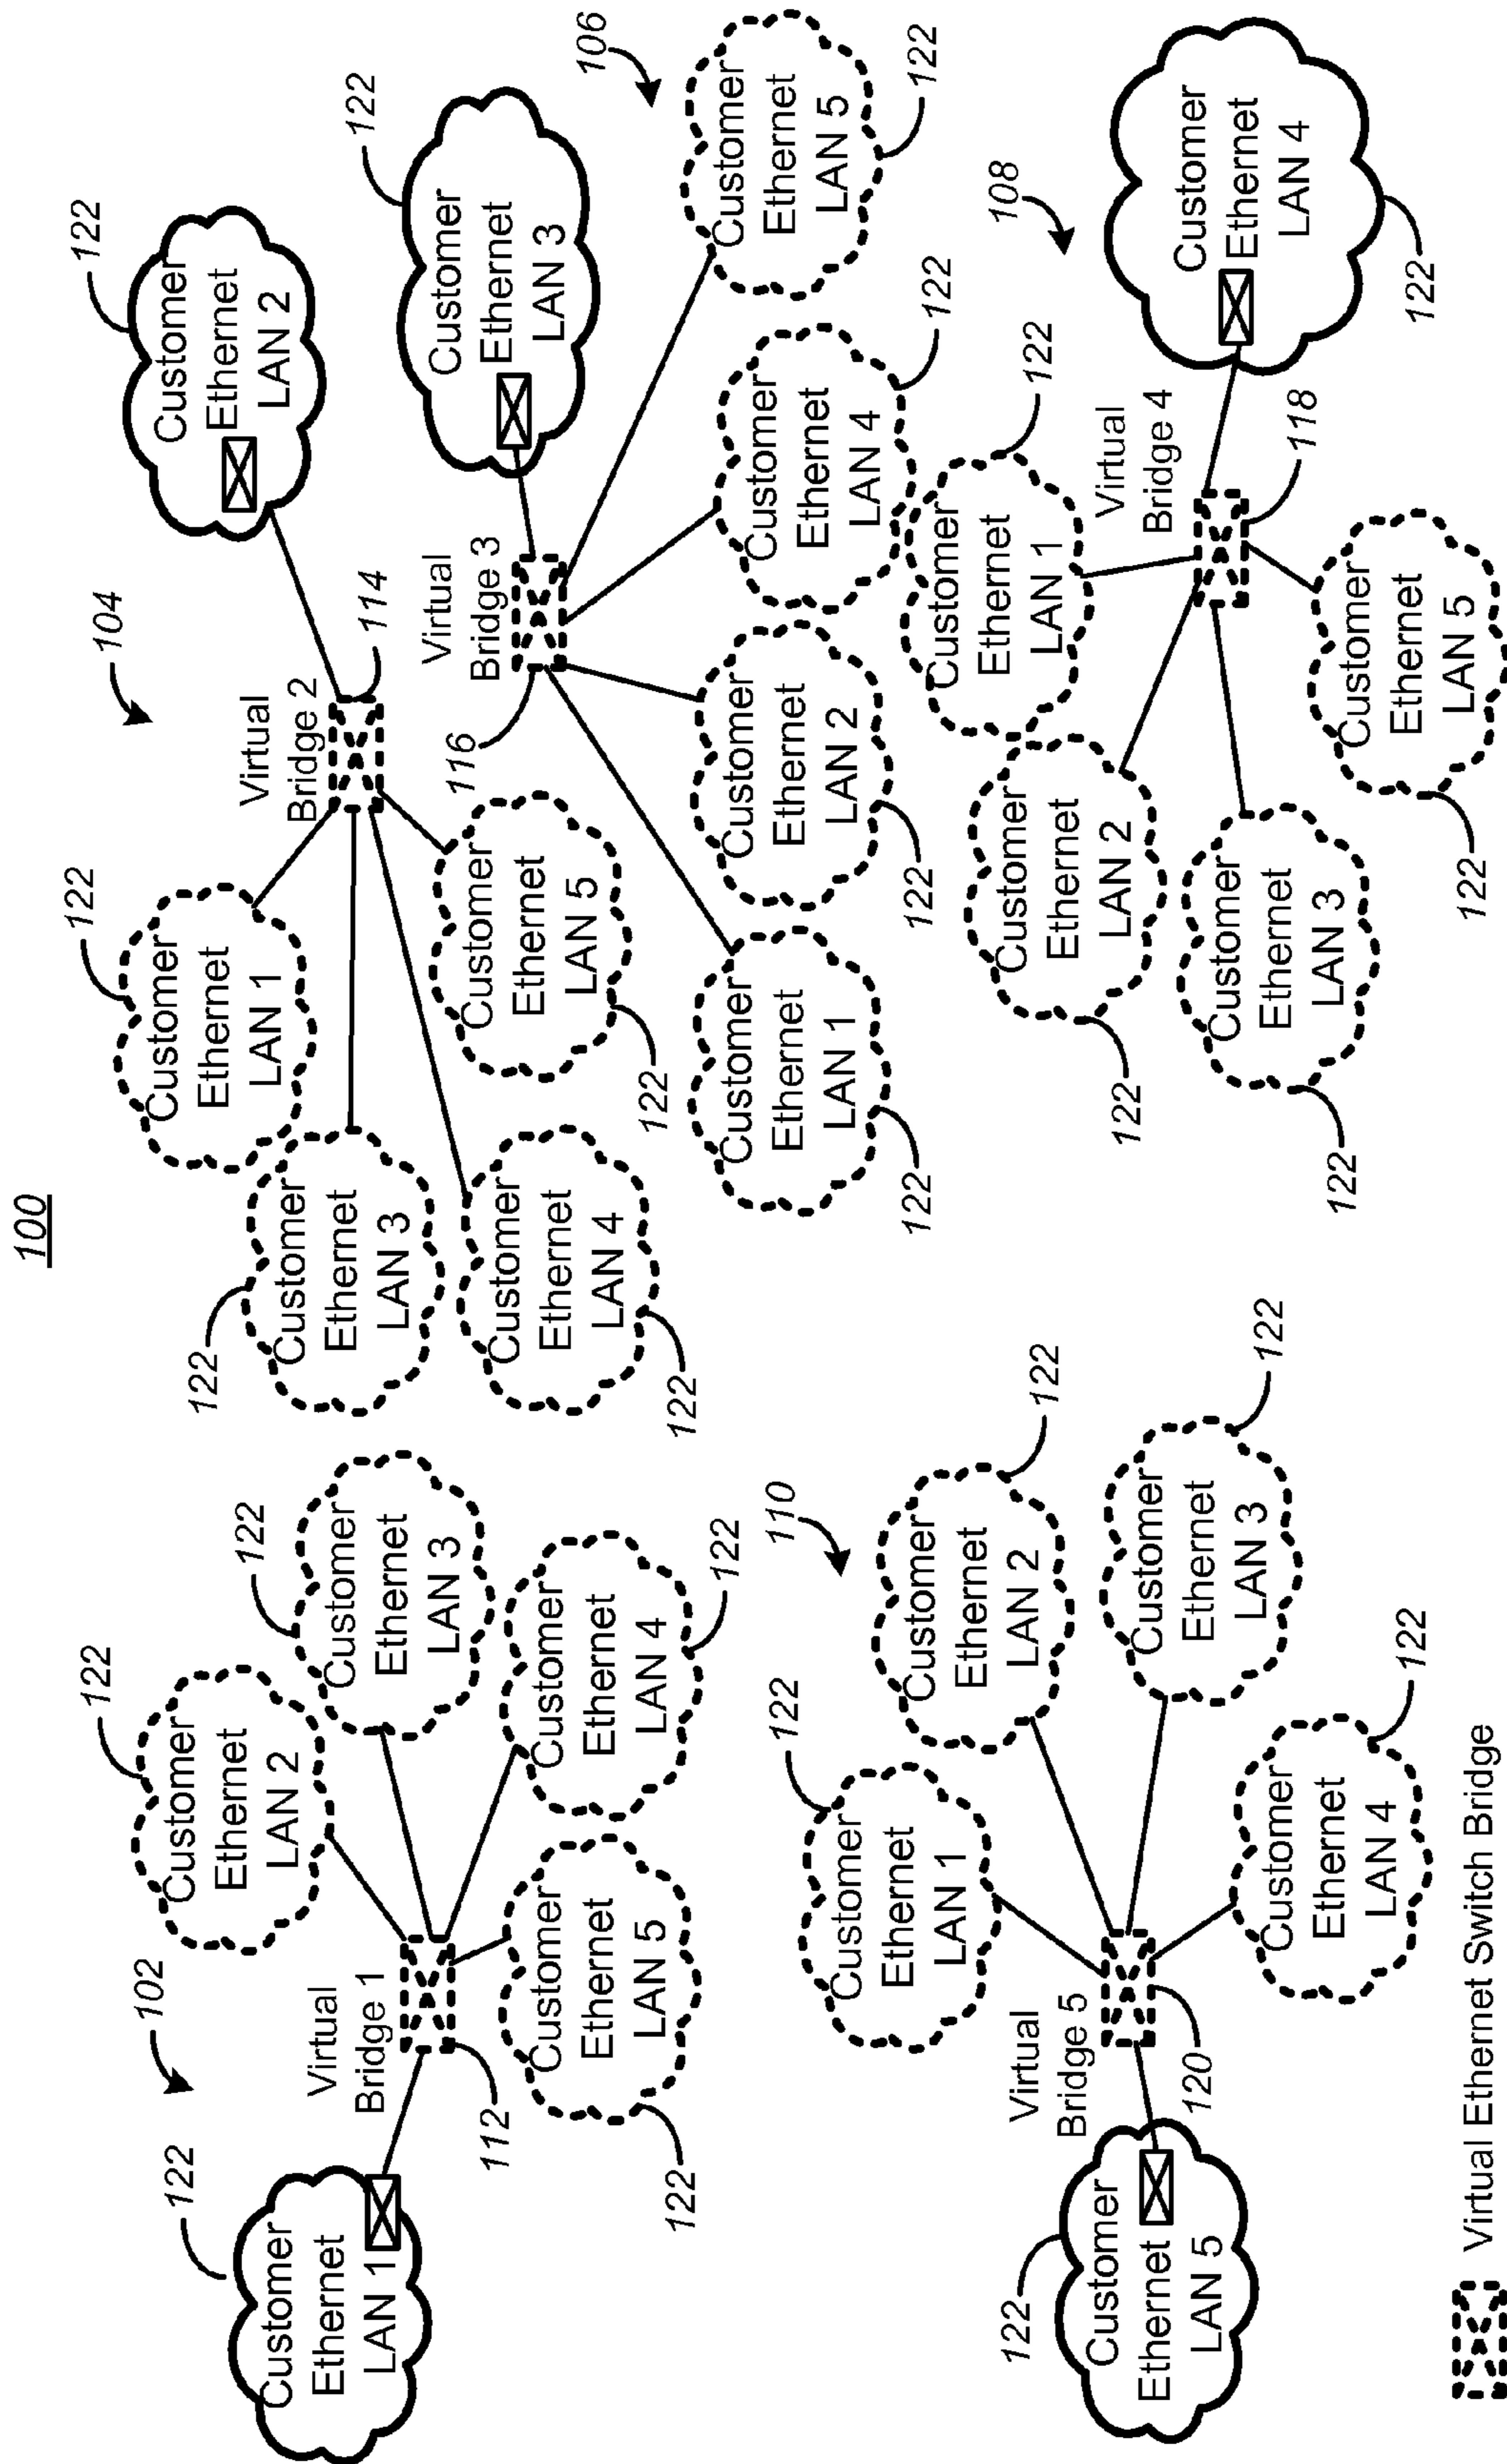 100
102
122
Customer
Ethernet
LAN 1
Virtual
Bridge 1
112
122
Customer
Ethernet
LAN 2
122
Customer
Ethernet
LAN 3
Customer
Ethernet
LAN 4
122
Customer
Ethernet
LAN 5
122
104
122
Customer
Ethernet
LAN 1
122
Customer
Ethernet
LAN 3
Customer
Ethernet
LAN 4
122
Customer
Ethernet
LAN 5
122
Virtual
Bridge 2
114
122
Customer
Ethernet
LAN 2
106
122
Customer
Ethernet
LAN 3
Virtual
Bridge 3
116
Customer
Ethernet
LAN 1
122
Customer
Ethernet
LAN 2
122
Customer
Ethernet
LAN 4
122
Customer
Ethernet
LAN 5
122
110
122
Customer
Ethernet
LAN 5
Virtual
Bridge 5
120
122
Customer
Ethernet
LAN 1
Customer
Ethernet
LAN 2
122
Customer
Ethernet
LAN 3
122
Customer
Ethernet
LAN 4
122
108
122
Customer
Ethernet
LAN 1
Customer
Ethernet
LAN 2
122
Customer
Ethernet
LAN 3
122
Customer
Ethernet
LAN 5
122
Virtual
Bridge 4
118
Customer
Ethernet
LAN 4
122
Virtual Ethernet Switch Bridge